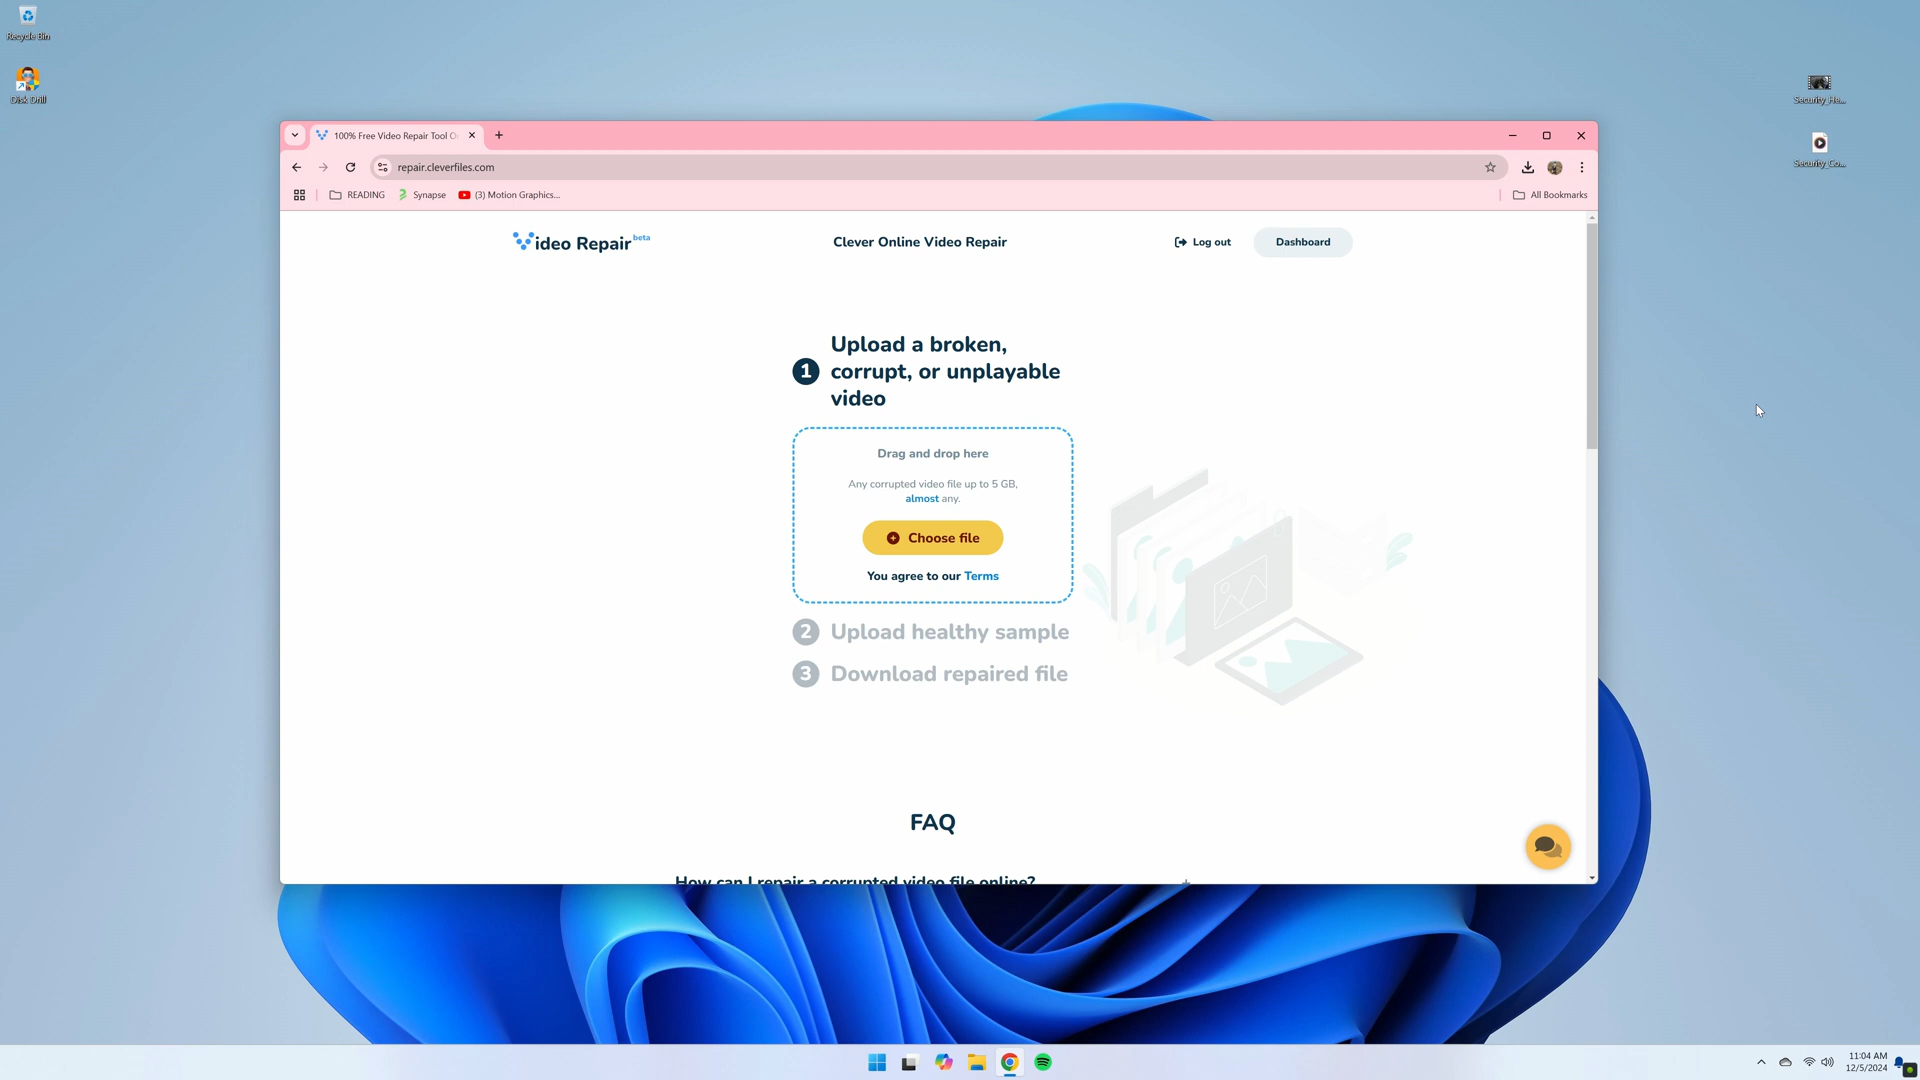 Recycle Bin
Disk Drill
Security_He...
Security_Co...
100% Free Video Repair Tool O
repair.cleverfiles.com
READING
Synapse
(3) Motion Graphics...
All Bookmarks
ideo Repair beta
Clever Online Video Repair
Log out
Dashboard
1
Upload a broken,
corrupt, or unplayable
video
Drag and drop here
Any corrupted video file up to 5 GB,
almost any.
Choose file
You agree to our Terms
2 Upload healthy sample
3 Download repaired file
FAQ
How can I repair a corrupted video file online?
11:04 AM
12/5/2024